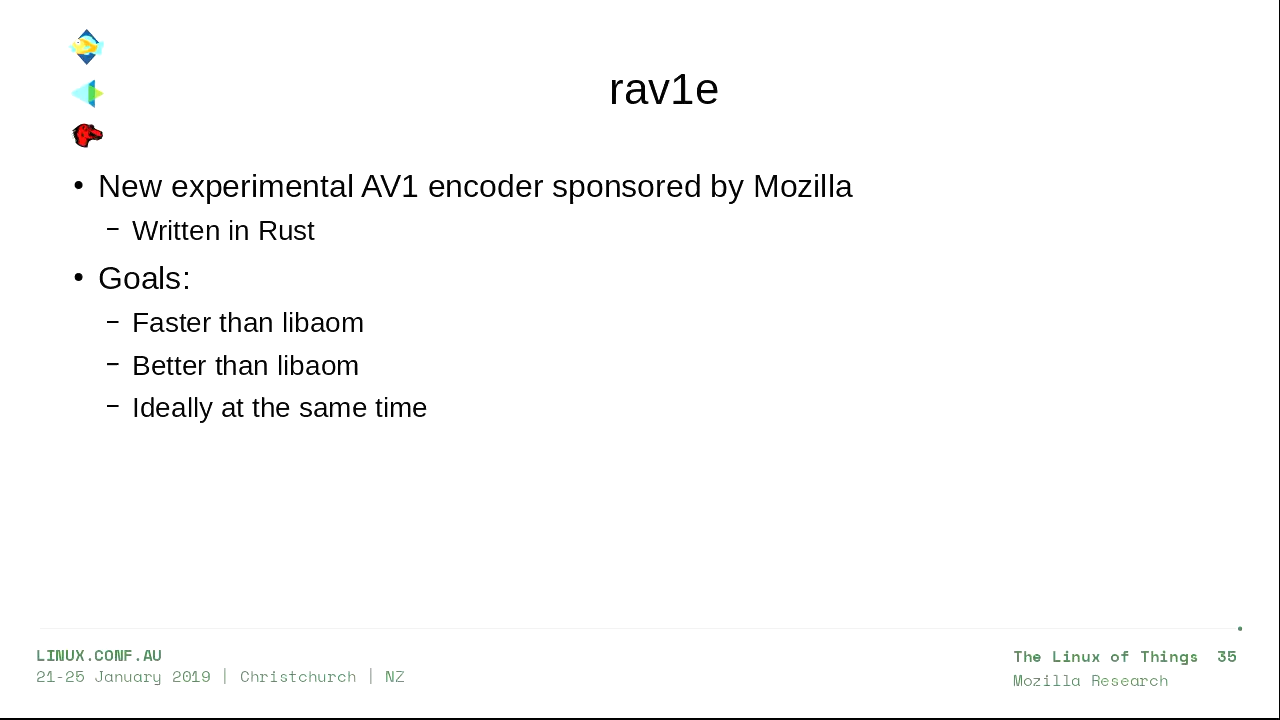 rav1e
• New experimental AV1 encoder sponsored by Mozilla
– Written in Rust
• Goals:
– Faster than libaom
– Better than libaom
– Ideally at the same time
LINUX.CONF.AU
21-25 January 2019 | Christchurch | NZ
The Linux of Things 35
Mozilla Research